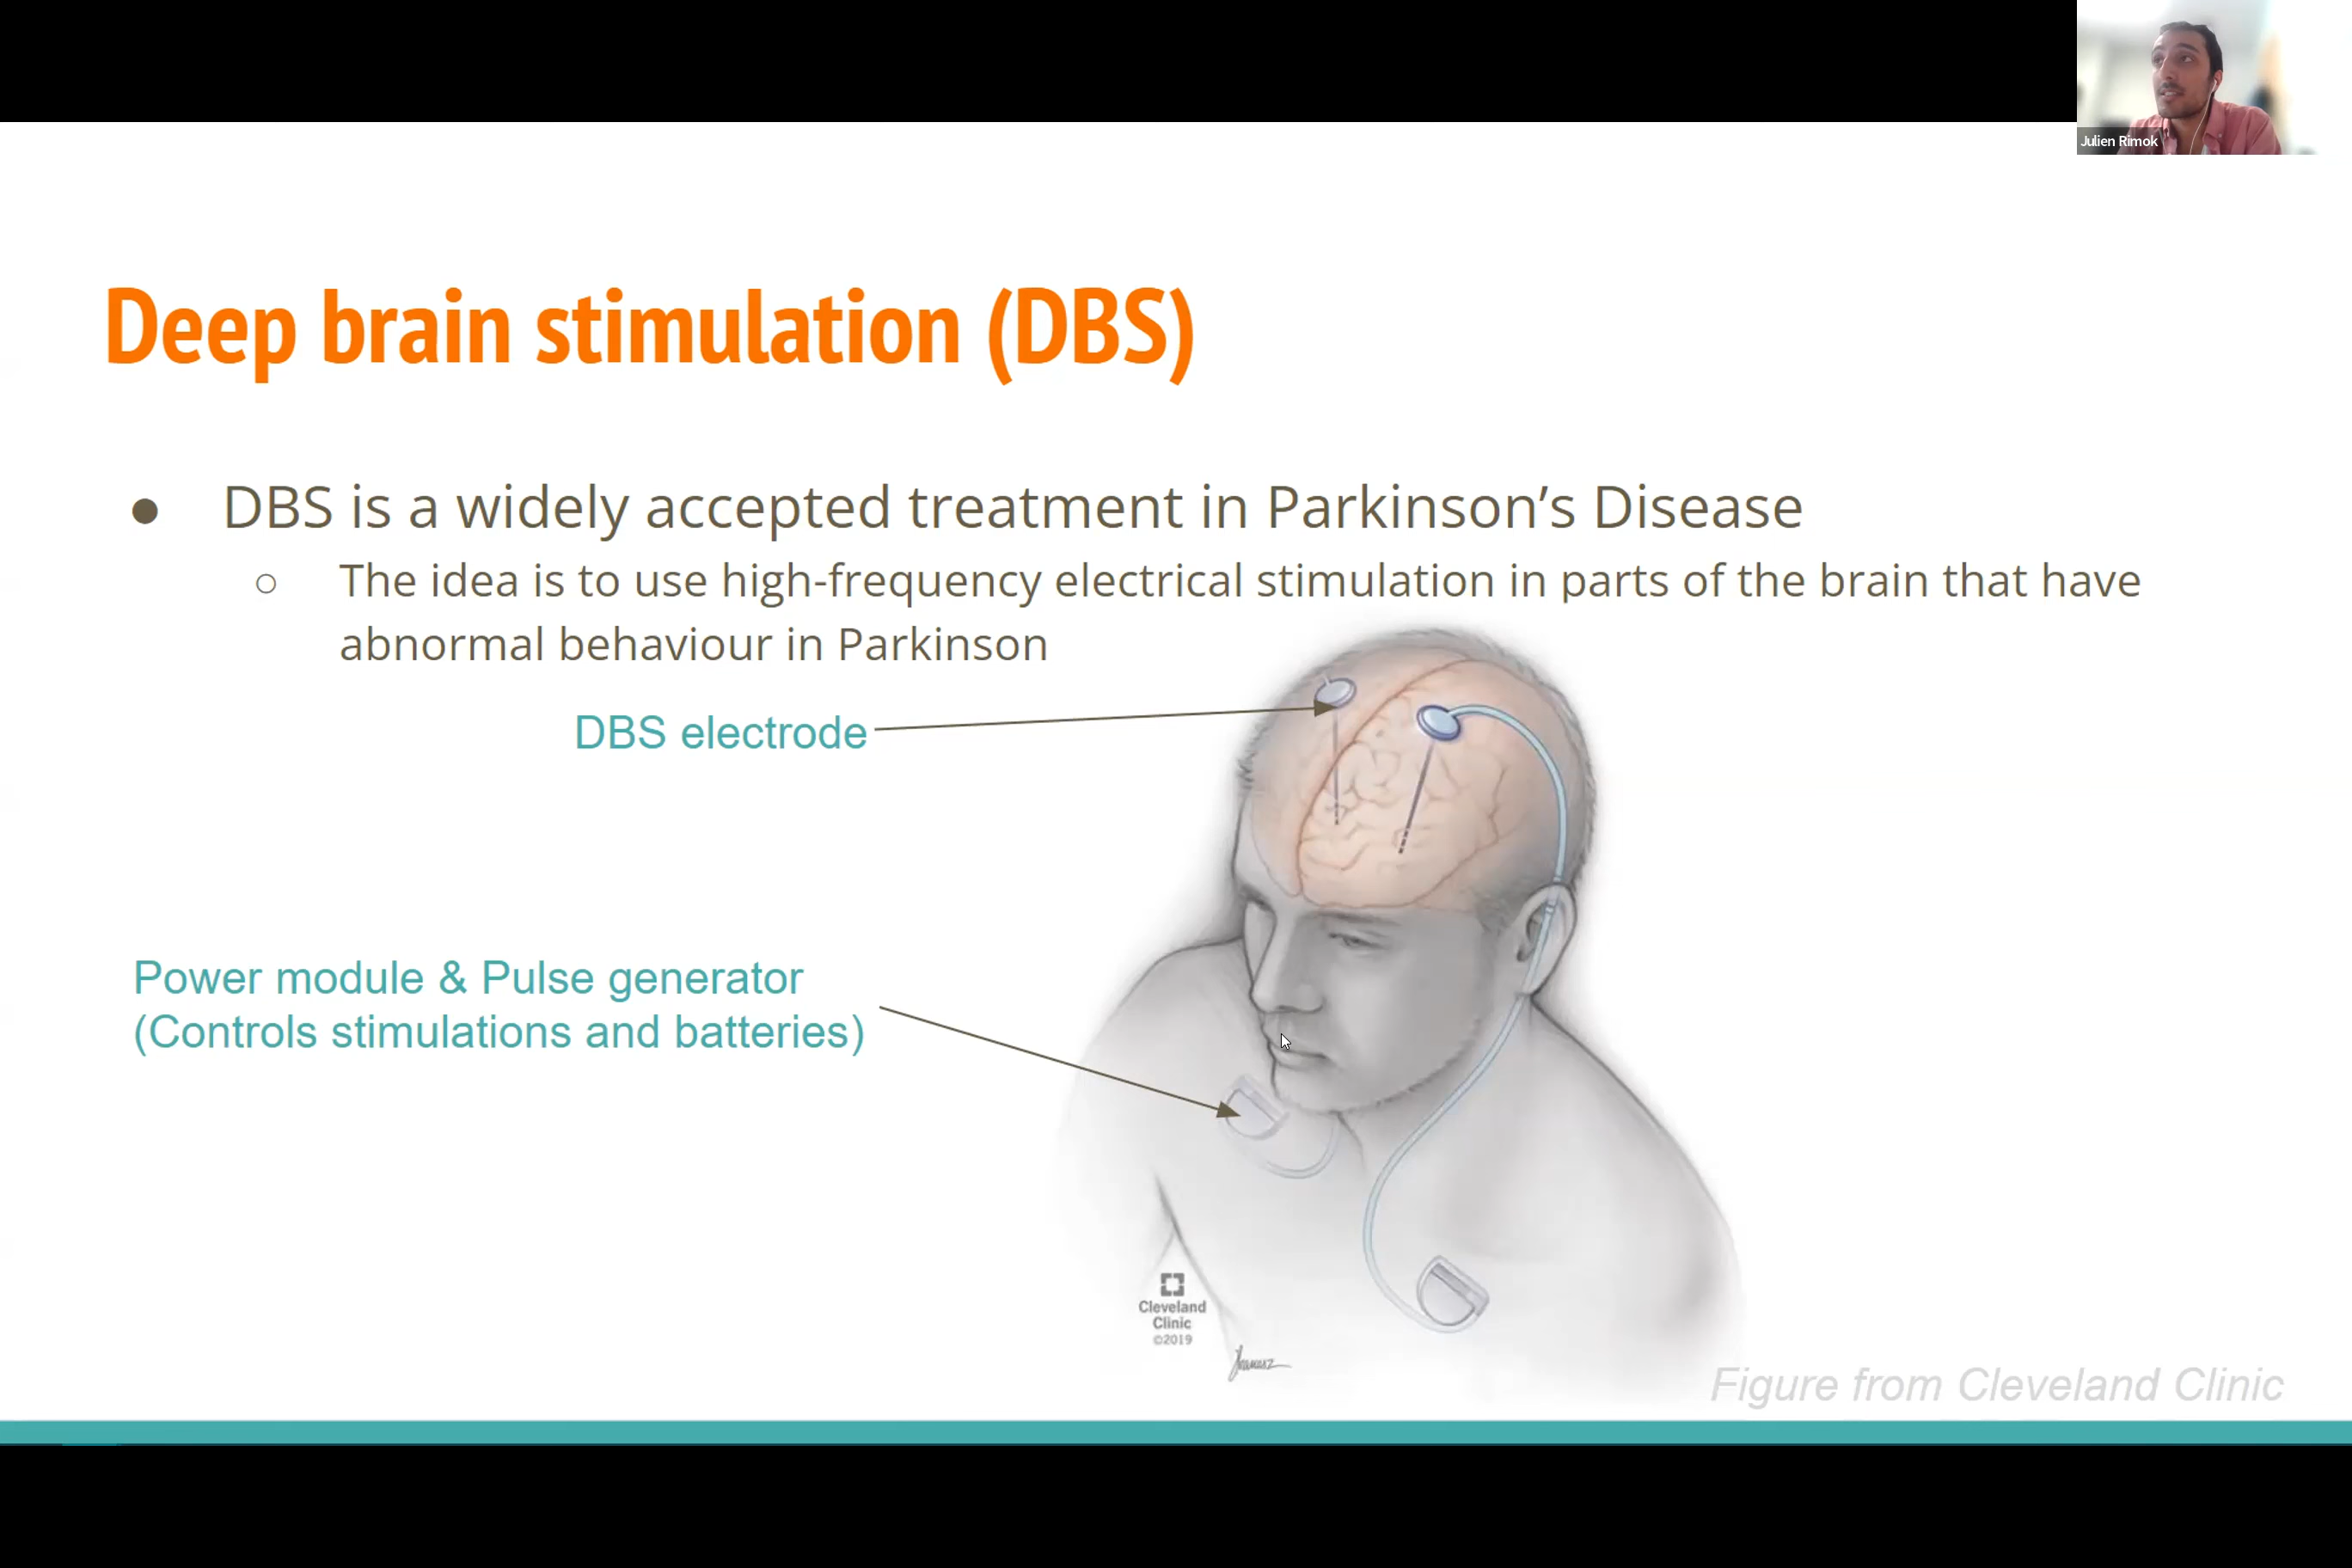 Julien Rimok
Deep brain stimulation (DBS)
● DBS is a widely accepted treatment in Parkinson’s Disease
○ The idea is to use high-frequency electrical stimulation in parts of the brain that have
abnormal behaviour in Parkinson
DBS electrode
Power module & Pulse generator
(Controls stimulations and batteries)
Cleveland
Clinic
©2019
Figure from Cleveland Clinic